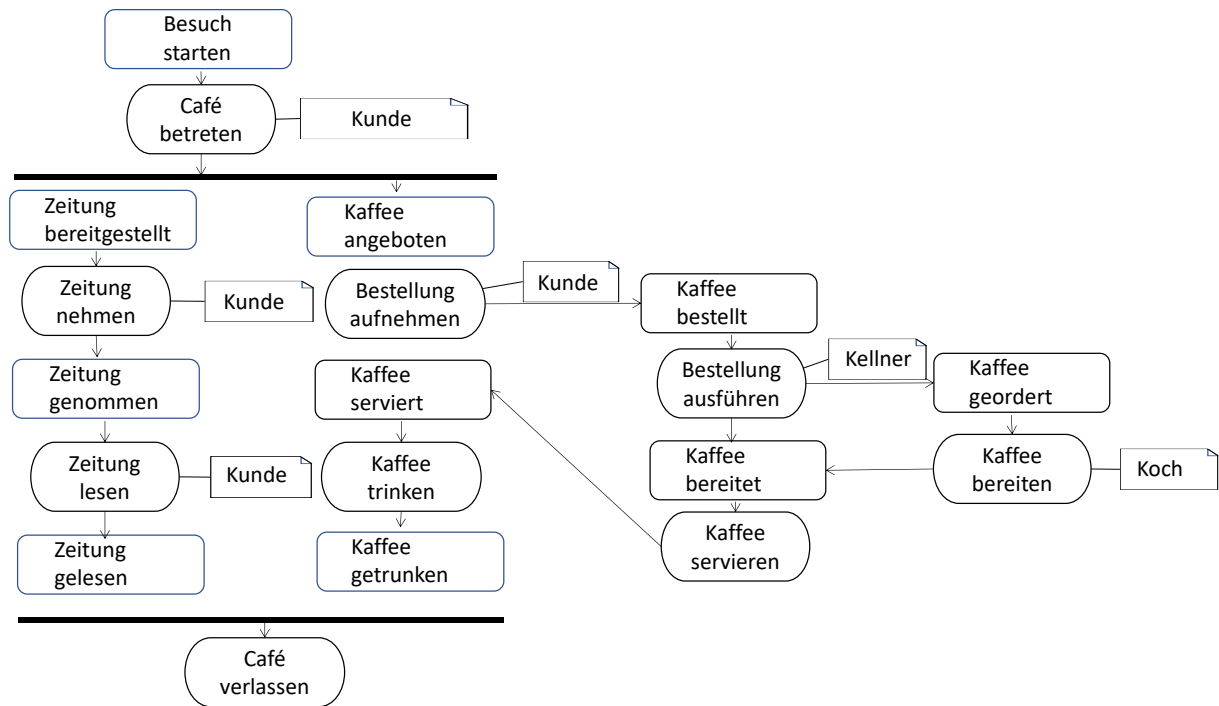 Besuch
starten
Café
betreten
Kunde
Zeitung
bereitgestellt
Kaffee
angeboten
Zeitung
nehmen
Kunde
Bestellung
aufnehmen
Kunde
Kaffee
bestellt
Zeitung
genommen
Kaffee
serviert
Bestellung
ausführen
Kellner
Kaffee
geordert
Zeitung
lesen
Kunde
Kaffee
trinken
Kaffee
bereitet
Kaffee
bereiten
Koch
Zeitung
gelesen
Kaffee
getrunken
Kaffee
servieren
Café
verlassen